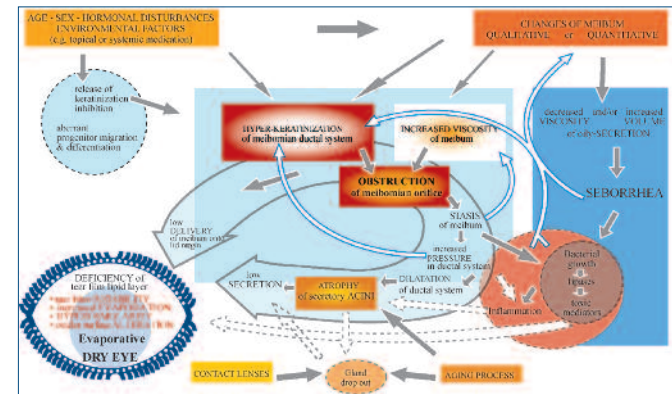 AGE - SEX - HORMONAL DISTURBANCES
ENVIRONMENTAL FACTORS
(e.g. topical or systemic medication)
CHANGES OF MEIBUM
QUALITATIVE or QUANTITATIVE
release of
keratinization
inhibition
aberrant
progenitor migration
& differentiation
HYPER-KERATINIZATION
of meibomian ductal system
INCREASED VISCOSITY
of meibum
decreased and/or increased
VISCOSITY VOLUME
of oily-SECRETION
OBSTRUCTION
of meibomian orifice
SEBORRHEA
STASIS
of meibum
low
DELIVERY
of meibum onto
lid margin
increased
PRESSURE
in ductal system
Bacterial
growth
lipases
toxic
mediators
Inflammation
DILATATION
of ductal system
low
SECRETION
ATROPHY
of secretory ACINI
DEFICIENCY of
tear film lipid layer
Evaporative
DRY EYE
CONTACT LENSES
Gland
drop out
AGING PROCESS